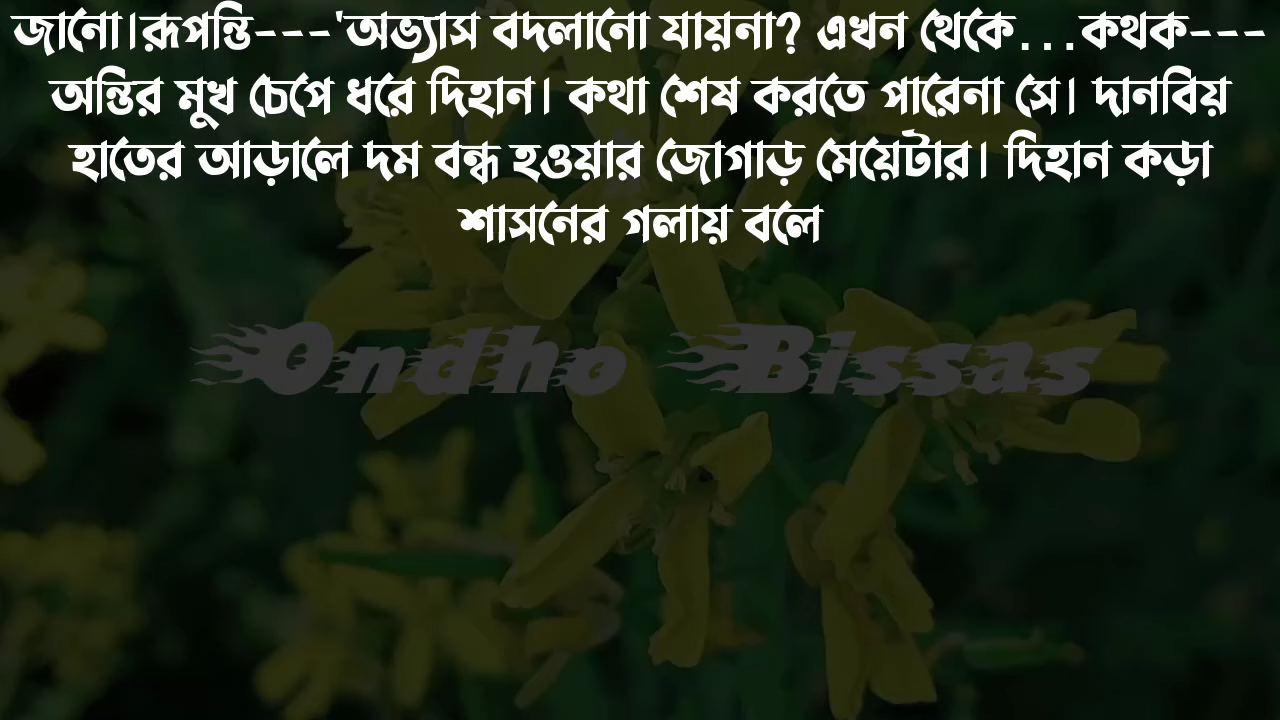 জানো।রূপন্তি---'অভ্যাস বদলানো যায়না? এখন থেকে...কথক---
অন্তির মুখ চেপে ধরে দিহান। কথা শেষ করতে পারেনা সে। দানবিয়
হাতের আড়ালে দম বন্ধ হওয়ার জোগাড় মেয়েটার। দিহান কড়া
শাসনের গলায় বলে
Ondho Bissas